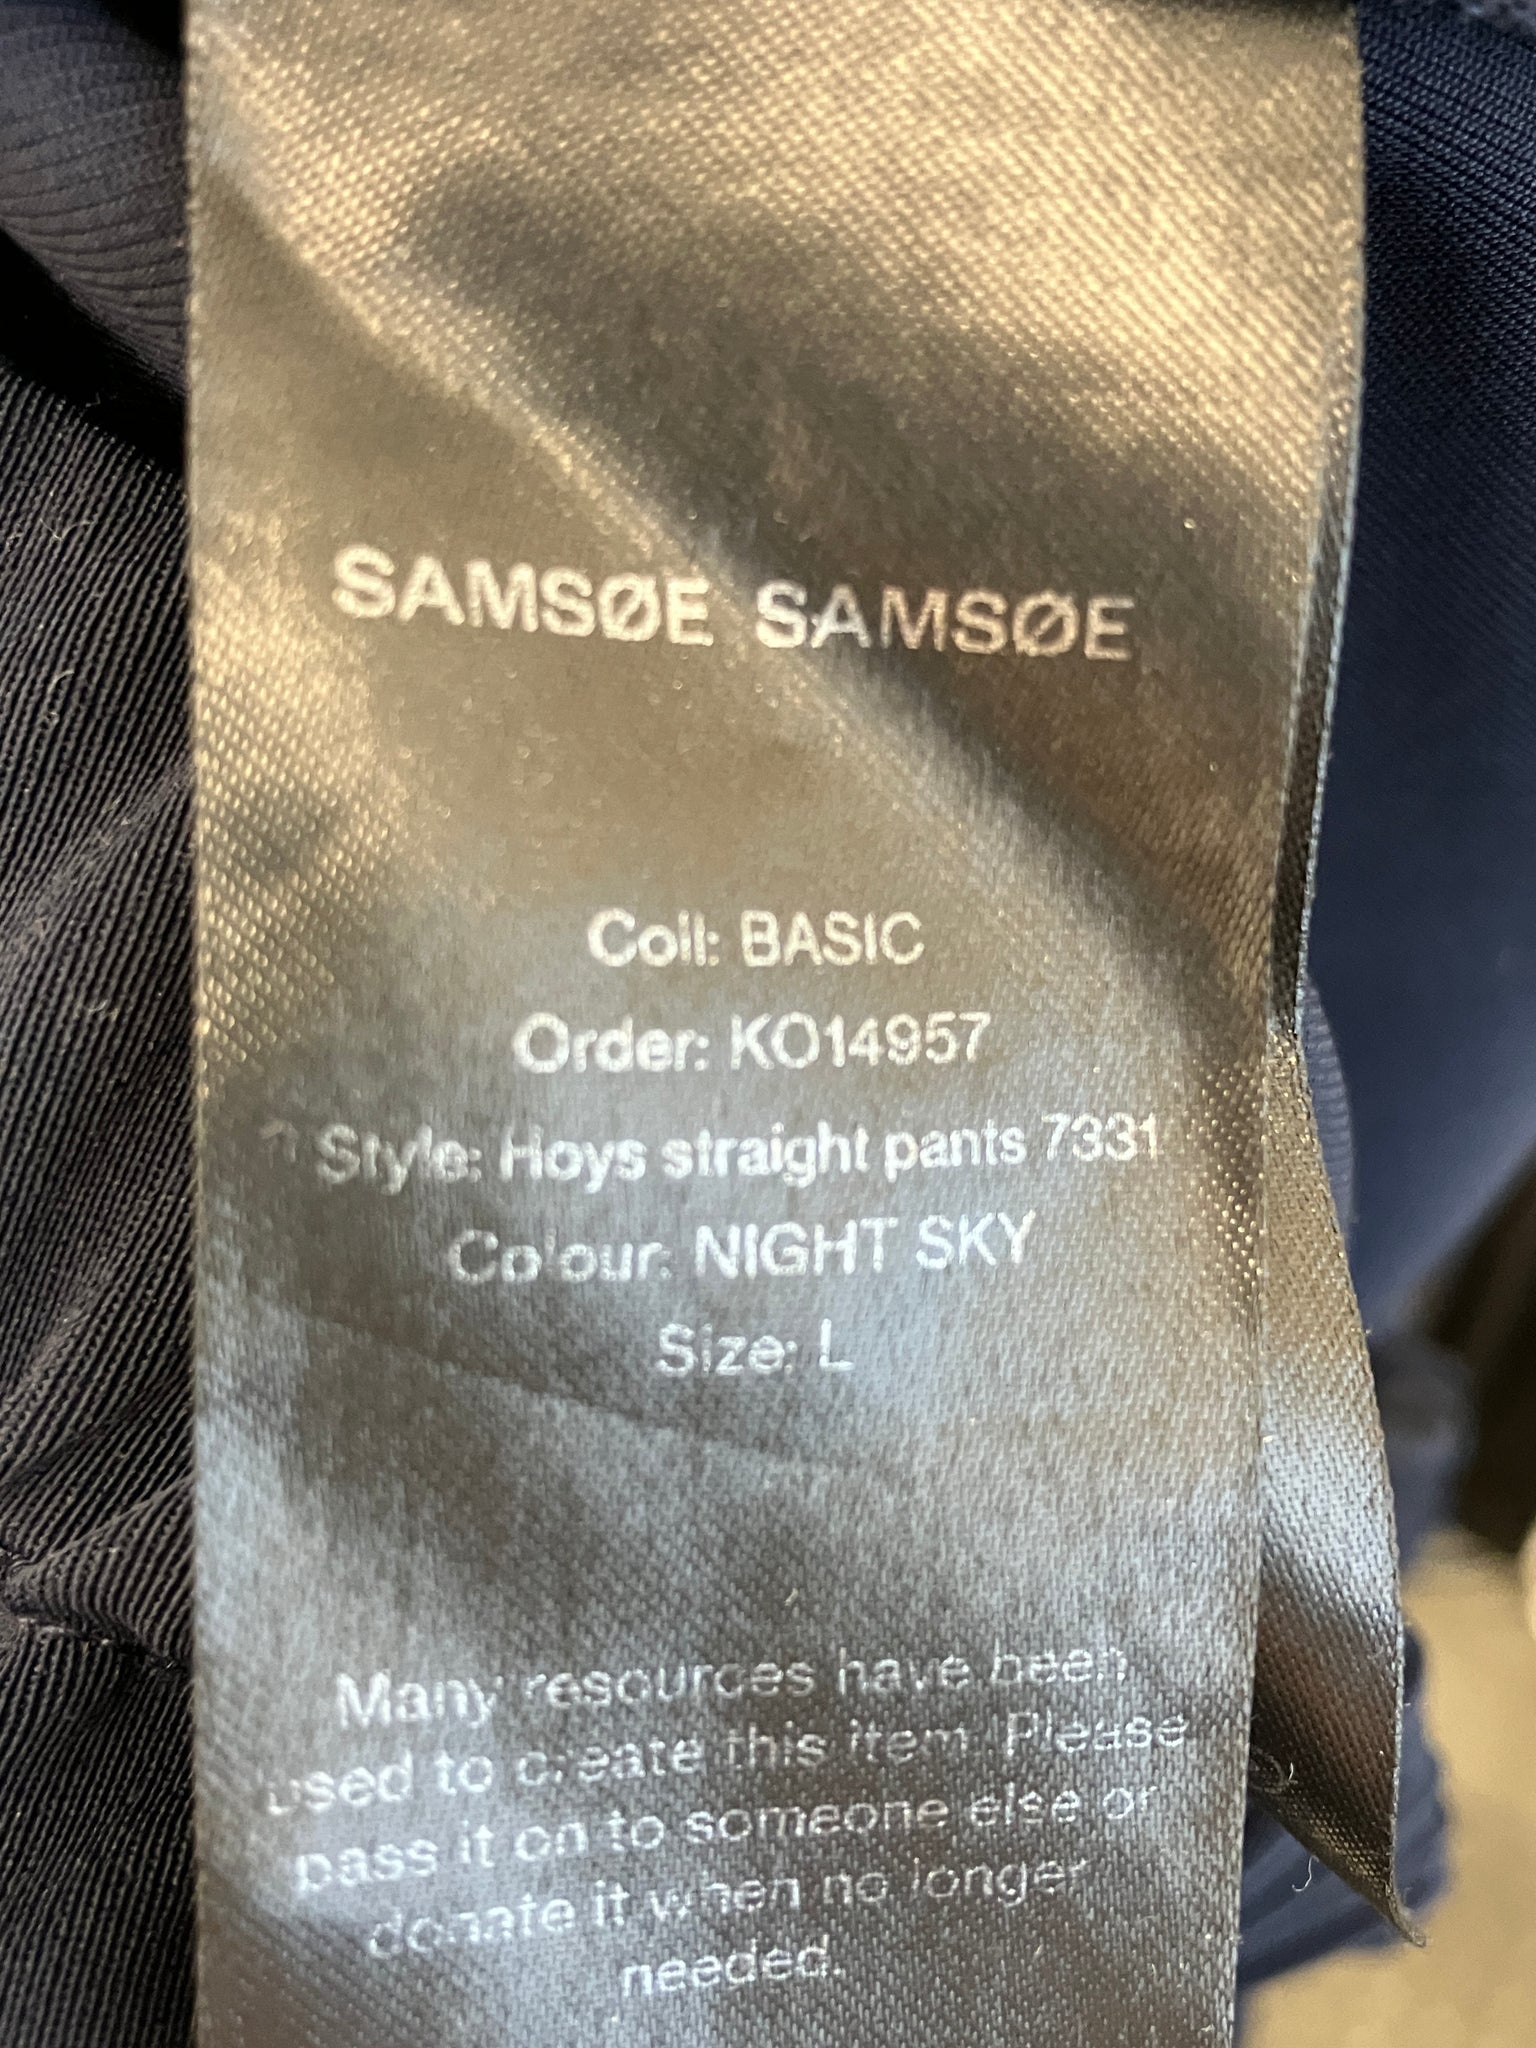 SAMSØE SAMSØE
Coll: BASIC
Order: KO14957
Style: Hoys straight pants 7331
Colour: NIGHT SKY
Size: L
Many resources have been
used to create this item. Please
pass it on to someone else or
donate it when no longer
needed.